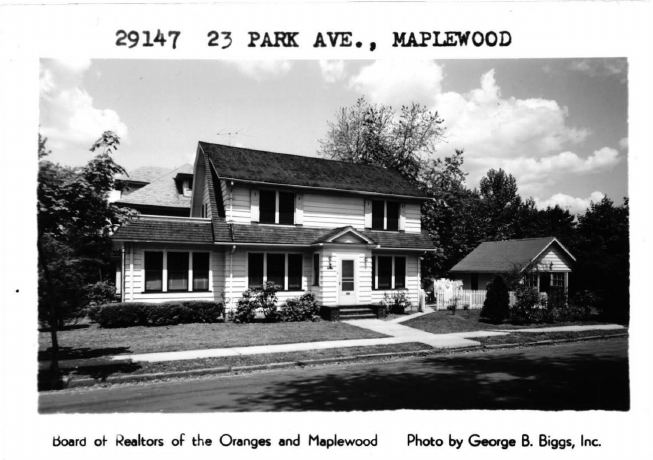 29147 23 PARK AVE., MAPLEWOOD
Board of Realtors of the Oranges and Maplewood Photo by George B. Biggs, Inc.